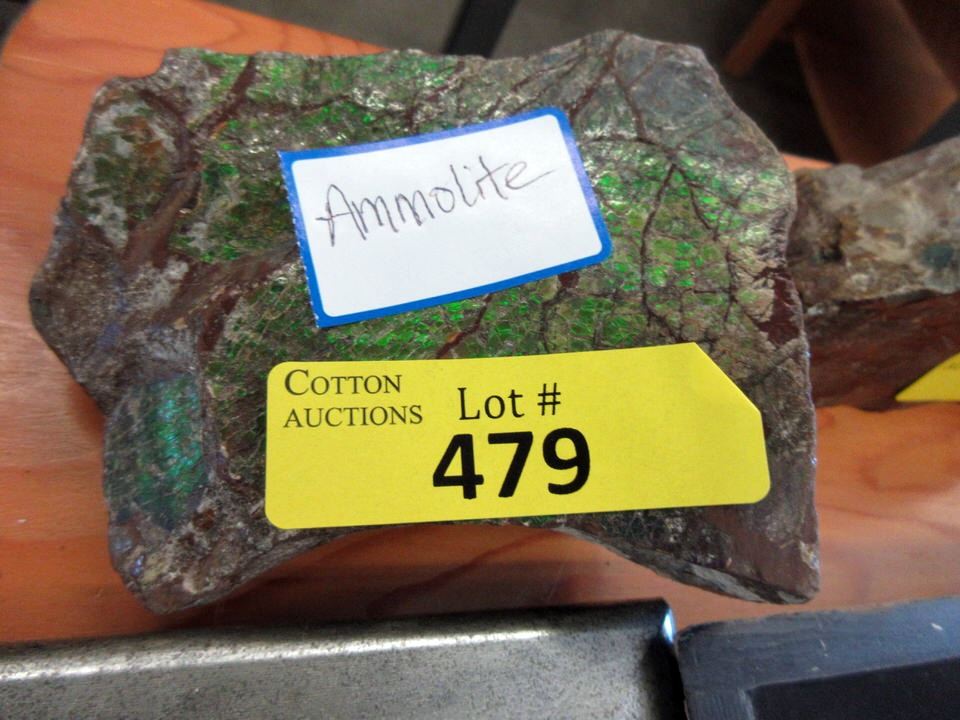 Ammolite
COTTON
AUCTIONS
Lot #
479